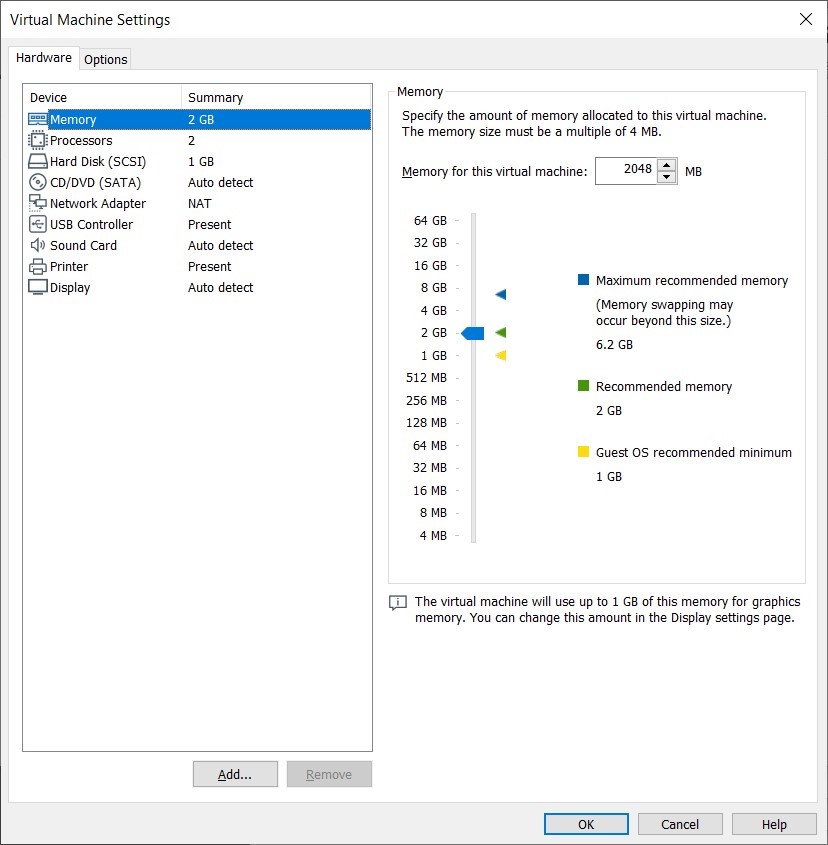 Virtual Machine Settings
Hardware
Options
Device Summary
Memory 2 GB
Processors 2
Hard Disk (SCSI) 1 GB
CD/DVD (SATA) Auto detect
Network Adapter NAT
USB Controller Present
Sound Card Auto detect
Printer Present
Display Auto detect
Add...
Remove
Memory
Specify the amount of memory allocated to this virtual machine.
The memory size must be a multiple of 4 MB.
Memory for this virtual machine: 2048 MB
64 GB
32 GB
16 GB
8 GB
4 GB
2 GB
1 GB
512 MB
256 MB
128 MB
64 MB
32 MB
16 MB
8 MB
4 MB
Maximum recommended memory
(Memory swapping may
occur beyond this size.)
6.2 GB
Recommended memory
2 GB
Guest OS recommended minimum
1 GB
The virtual machine will use up to 1 GB of this memory for graphics
memory. You can change this amount in the Display settings page.
OK
Cancel
Help